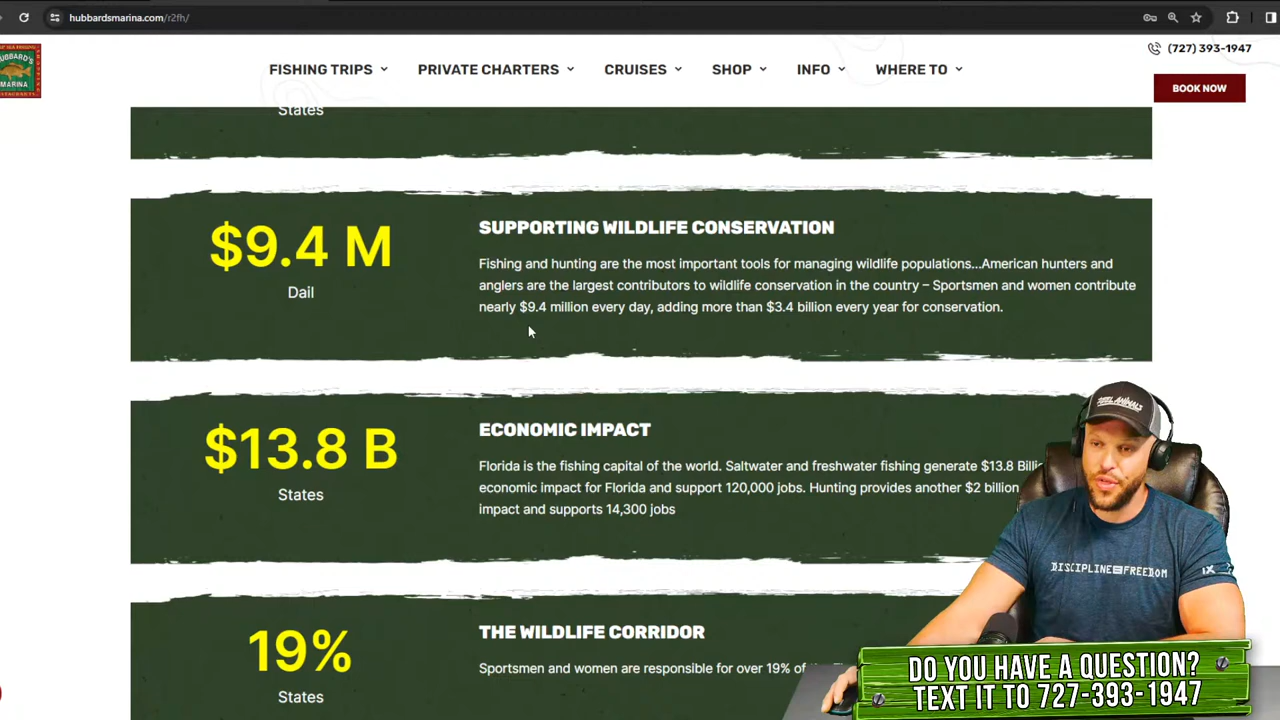 hubbardsmarina.com/r2fh/
(727) 393-1947
HUBBARD'S
MARINA
FISHING TRIPS
PRIVATE CHARTERS
CRUISES
SHOP
INFO
WHERE TO
BOOK NOW
States
$9.4 M
Dail
SUPPORTING WILDLIFE CONSERVATION
Fishing and hunting are the most important tools for managing wildlife populations...American hunters and
anglers are the largest contributors to wildlife conservation in the country – Sportsmen and women contribute
nearly $9.4 million every day, adding more than $3.4 billion every year for conservation.
$13.8 B
States
ECONOMIC IMPACT
Florida is the fishing capital of the world. Saltwater and freshwater fishing generate $13.8 Billi
economic impact for Florida and support 120,000 jobs. Hunting provides another $2 billion
impact and supports 14,300 jobs
19%
States
THE WILDLIFE CORRIDOR
Sportsmen and women are responsible for over 19% of
REEL ANIMALS
DISCIPLINE=FREEDOM
DO YOU HAVE A QUESTION?
TEXT IT TO 727-393-1947